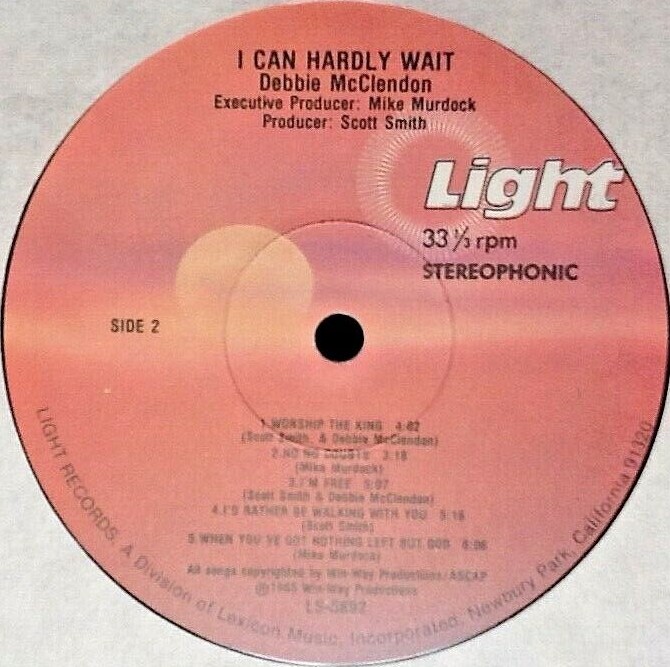 I CAN HARDLY WAIT
Debbie McClendon
Executive Producer: Mike Murdock
Producer: Scott Smith
Light
33⅓ rpm
STEREOPHONIC
SIDE 2
1.WORSHIP THE KING 4:02
(Scott Smith, & Debbie McClendon)
2.NO NO DOUBTS 3:18
(Mike Murdock)
3.I'M FREE 5:07
(Scott Smith & Debbie McClendon)
4.I'D RATHER BE WALKING WITH YOU 5:16
(Scott Smith)
5.WHEN YOU'VE GOT NOTHING LEFT BUT GOD 6:06
(Mike Murdock)
All songs copyrighted by Win-Way Productions/ASCAP
Ⓟ1985 Win-Way Productions
LS-5892
LIGHT RECORDS, A Division of Lexicon Music, Incorporated, Newbury Park, California 91320